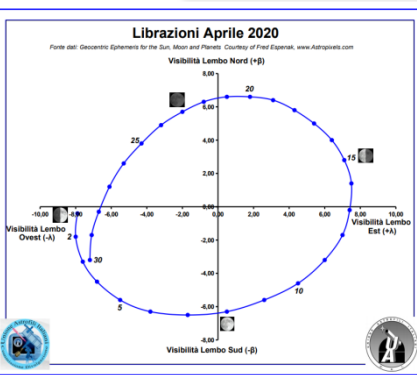 Librazioni Aprile 2020
Fonte dati: Geocentric Ephemeris for the Sun, Moon and Planets Courtesy of Fred Espenak, www.Astropixels.com
Visibilità Lembo Nord (+β)
8,00
20
6,00
25
4,00
15
2,00
0,00
-10,00 -8,00 -6,00 -4,00 -2,00 0,00 2,00 4,00 6,00 8,00 10,00
Visibilità Lembo
Ovest (-λ)
Visibilità Lembo
Est (+λ)
2
-2,00
30
-4,00
10
5
-6,00
-8,00
Visibilità Lembo Sud (-β)